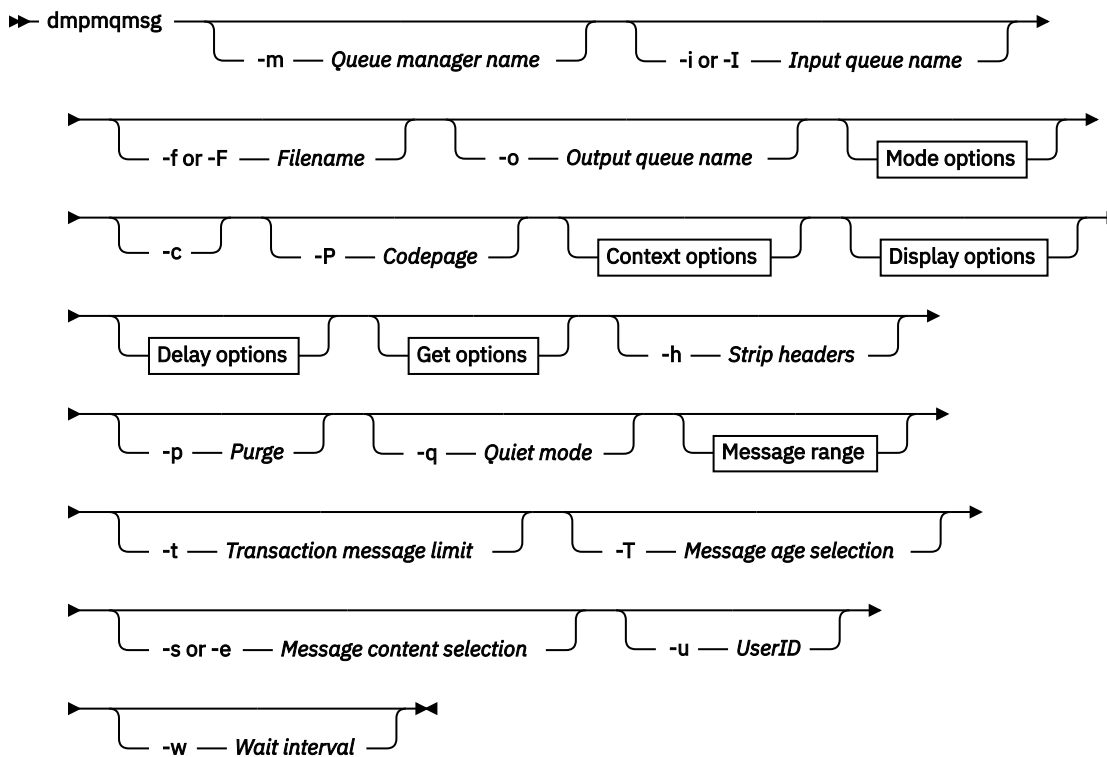 dmpmqmsg
-m Queue manager name -i or -I Input queue name
-f or -F Filename -o Output queue name Mode options
-c -P Codepage Context options Display options
Delay options Get options -h Strip headers
-p Purge -q Quiet mode Message range
-t Transaction message limit -T Message age selection
-s or -e Message content selection -u UserID
-w Wait interval